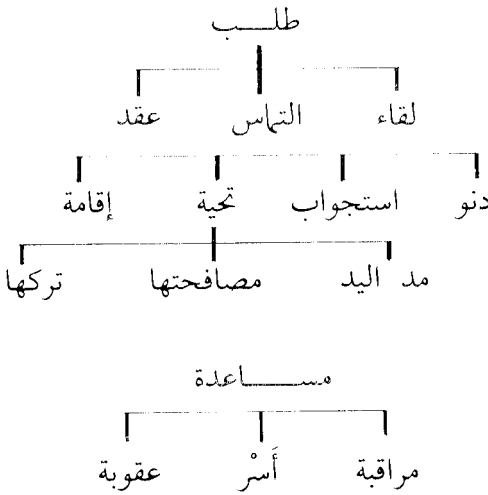 طلب
لقاء التماس عقد
دنو استجواب تحية إقامة
مد اليد مصافحتها تركها
مساعدة
مراقبة أَسْر عقوبة